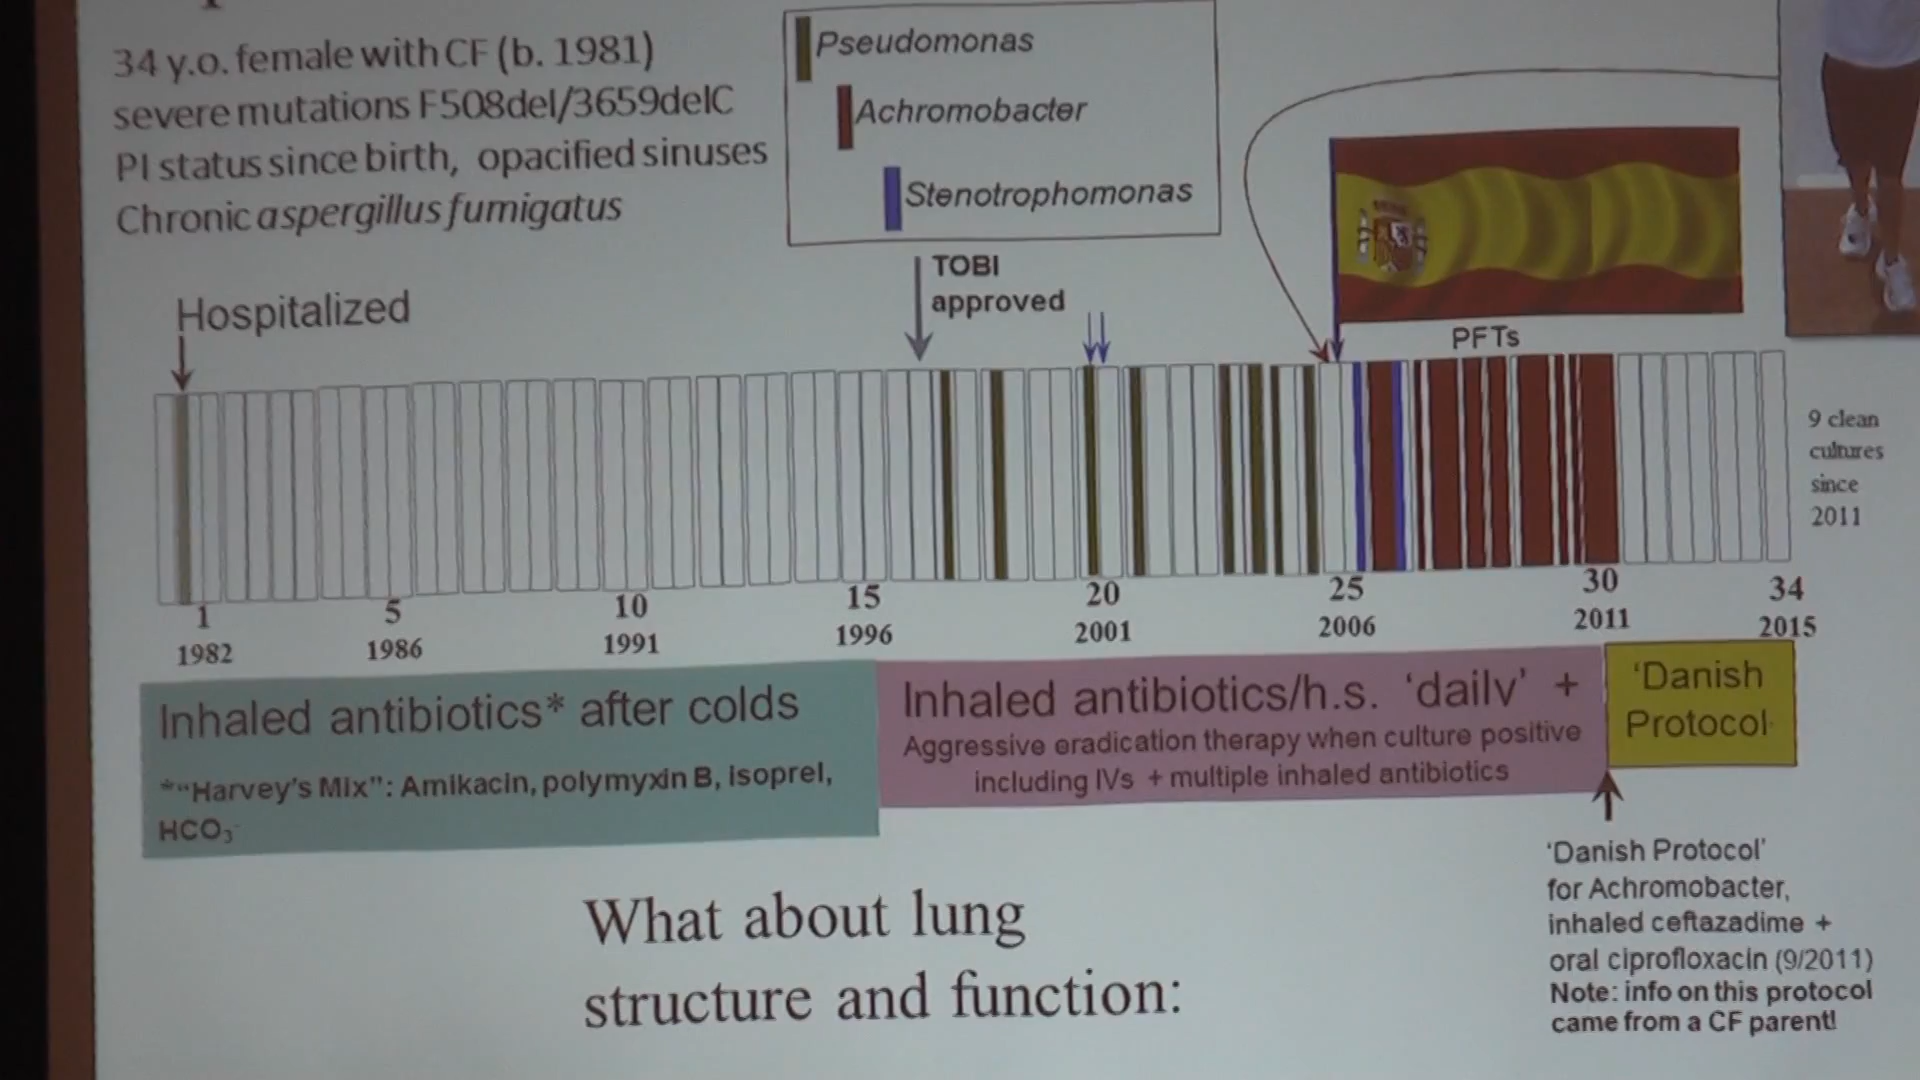 34 y.o. female with CF (b. 1981)
severe mutations F508del/3659delC
PI status since birth, opacified sinuses
Chronic aspergillus fumigatus
Pseudomonas
Achromobacter
Stenotrophomonas
Hospitalized
TOBI
approved
PFTs
9 clean
cultures
since
2011
1 5 10 15 20 25 30 34
1982 1986 1991 1996 2001 2006 2011 2015
Inhaled antibiotics* after colds
*"Harvey's Mix": Amikacin, polymyxin B, isoprel,
HCO3-
Inhaled antibiotics/h.s. 'daily' +
Aggressive eradication therapy when culture positive
including IVs + multiple inhaled antibiotics
'Danish
Protocol
'Danish Protocol'
for Achromobacter,
inhaled ceftazadime +
oral ciprofloxacin (9/2011)
Note: info on this protocol
came from a CF parent!
What about lung
structure and function: